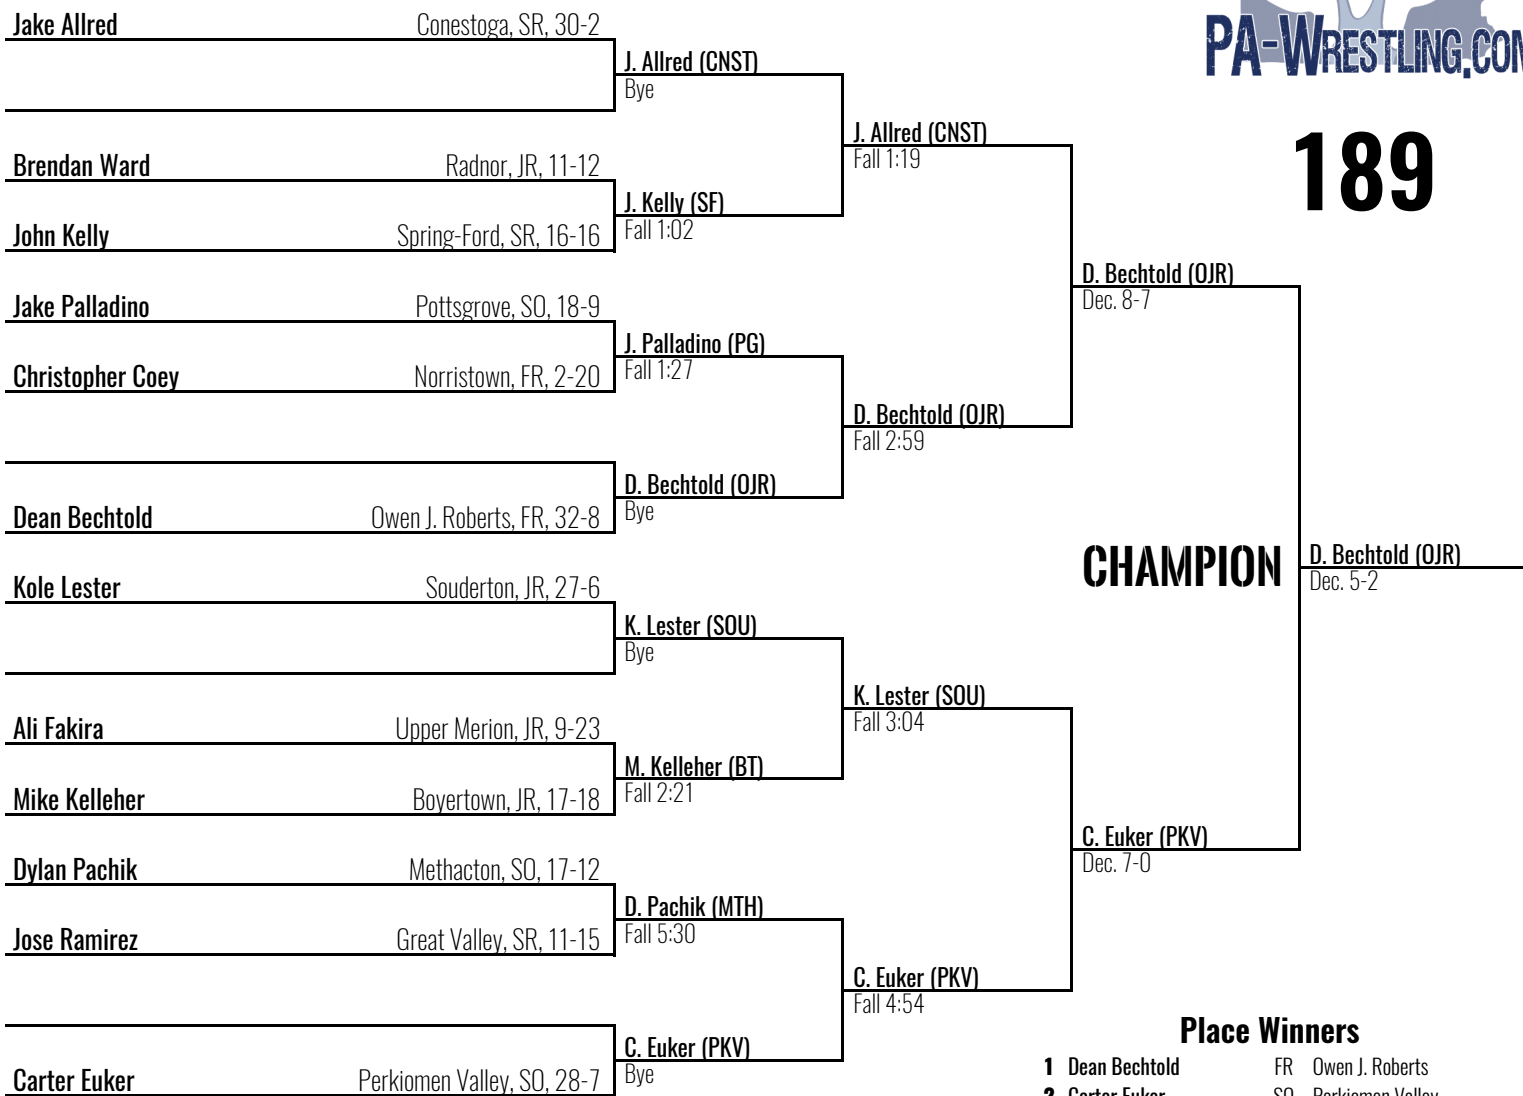 Jake Allred Conestoga, SR, 30-2
J. Allred (CNST)
Bye
PA-WRESTLING.COM
Brendan Ward Radnor, JR, 11-12
J. Allred (CNST)
Fall 1:19
189
J. Kelly (SF)
Fall 1:02
John Kelly Spring-Ford, SR, 16-16
Jake Palladino Pottsgrove, SO, 18-9
D. Bechtold (OJR)
Dec. 8-7
J. Palladino (PG)
Fall 1:27
Christopher Coey Norristown, FR, 2-20
D. Bechtold (OJR)
Fall 2:59
D. Bechtold (OJR)
Bye
Dean Bechtold Owen J. Roberts, FR, 32-8
CHAMPION
D. Bechtold (OJR)
Dec. 5-2
Kole Lester Souderton, JR, 27-6
K. Lester (SOU)
Bye
K. Lester (SOU)
Fall 3:04
Ali Fakira Upper Merion, JR, 9-23
M. Kelleher (BT)
Fall 2:21
Mike Kelleher Boyertown, JR, 17-18
C. Euker (PKV)
Dec. 7-0
Dylan Pachik Methacton, SO, 17-12
D. Pachik (MTH)
Fall 5:30
Jose Ramirez Great Valley, SR, 11-15
C. Euker (PKV)
Fall 4:54
C. Euker (PKV)
Bye
Carter Euker Perkiomen Valley, SO, 28-7
Place Winners
1 Dean Bechtold FR Owen J. Roberts
2 Carter Euker SO Perkiomen Valley